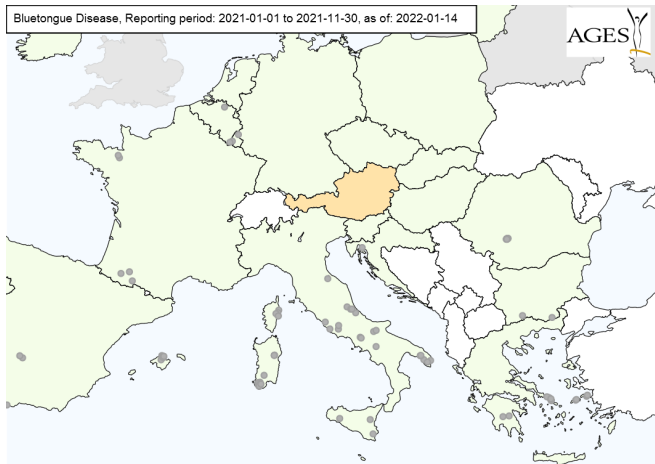 Bluetongue Disease, Reporting period: 2021-01-01 to 2021-11-30, as of: 2022-01-14
AGES